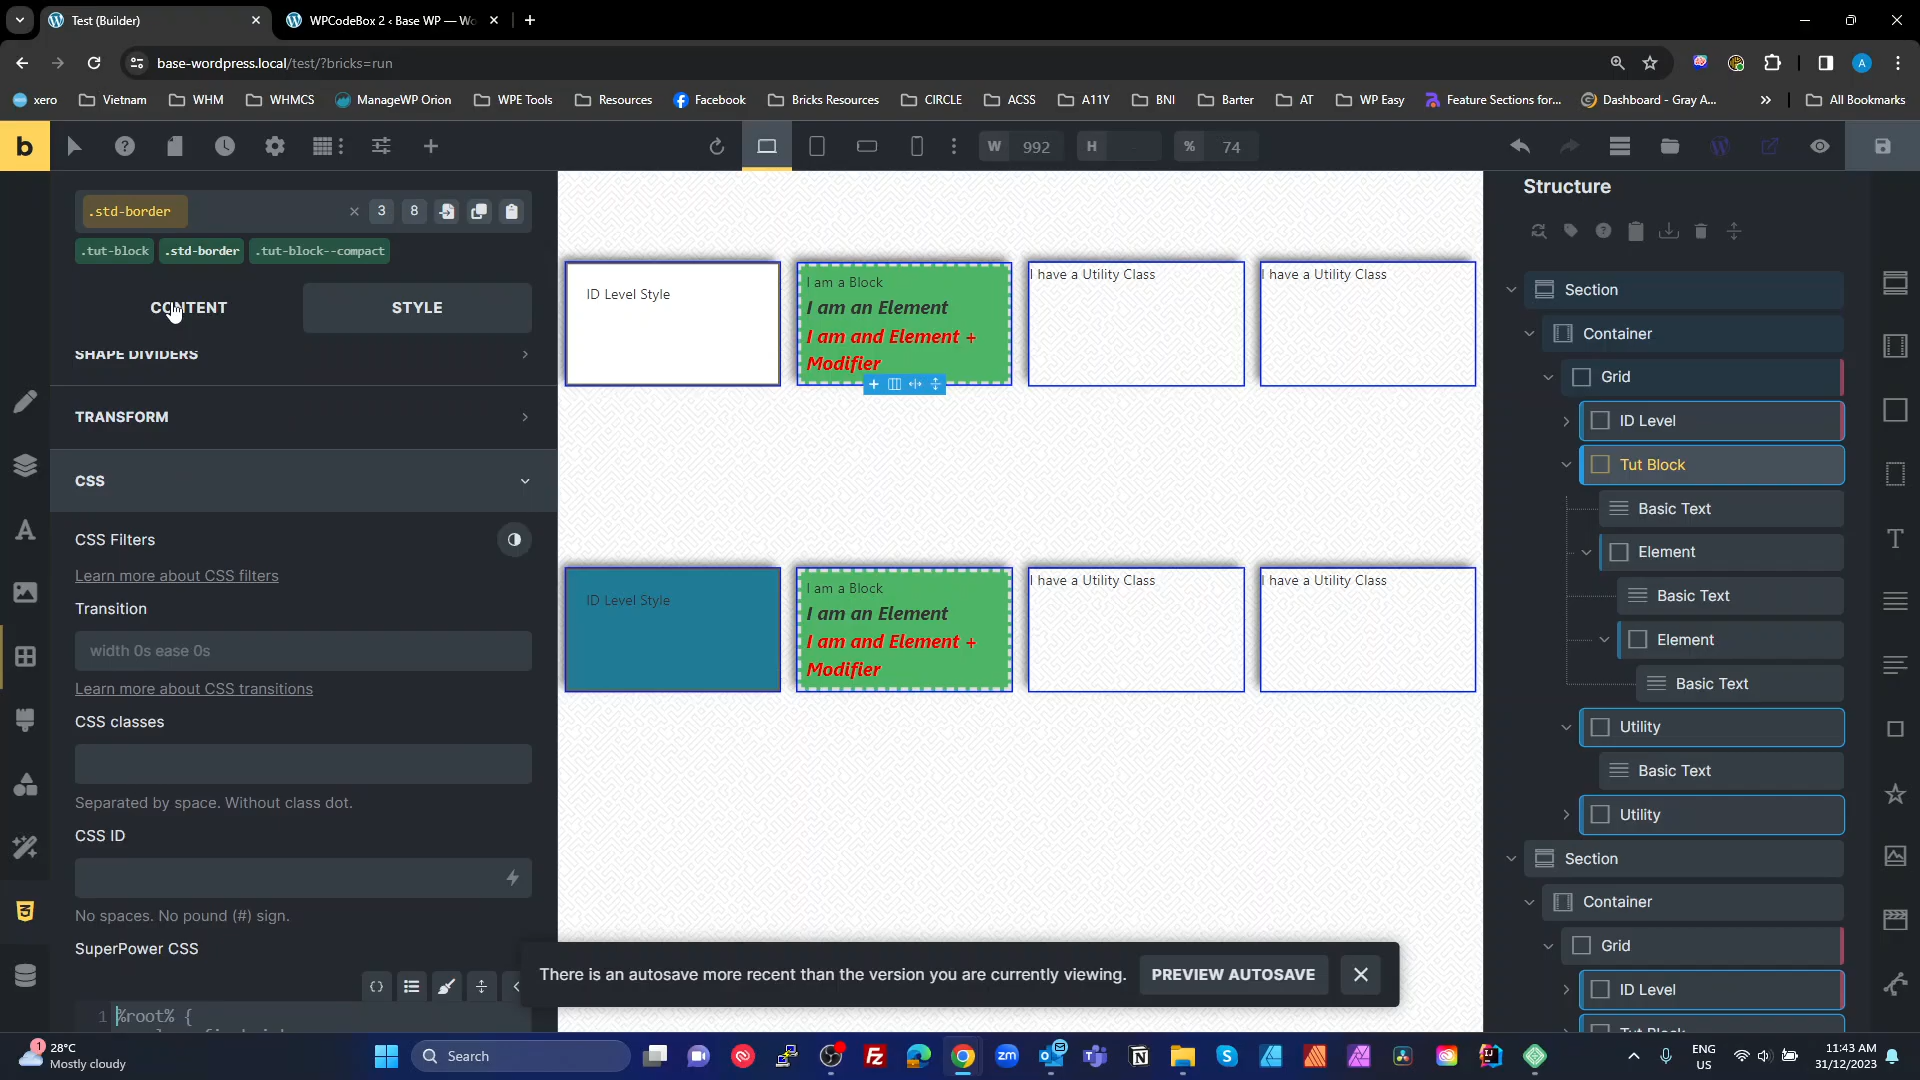 Test (Builder)
WPCodeBox 2 ‹ Base WP — Wo
base-wordpress.local/test/?bricks=run
xero
Vietnam
WHM
WHMCS
ManageWP Orion
WPE Tools
Resources
Facebook
Bricks Resources
CIRCLE
ACSS
A11Y
BNI
Barter
AT
WP Easy
Feature Sections for...
Dashboard - Gray A...
»
All Bookmarks
A
b
W 992
H
% 74
.std-border
× 3 8
.tut-block .std-border .tut-block--compact
CONTENT
STYLE
SHAPE DIVIDERS
TRANSFORM
CSS
CSS Filters
Learn more about CSS filters
Transition
width 0s ease 0s
Learn more about CSS transitions
CSS classes
Separated by space. Without class dot.
CSS ID
No spaces. No pound (#) sign.
SuperPower CSS
1 %root% {
ID Level Style
I am a Block
I am an Element
I am and Element +
Modifier
I have a Utility Class
I have a Utility Class
ID Level Style
I am a Block
I am an Element
I am and Element +
Modifier
I have a Utility Class
I have a Utility Class
There is an autosave more recent than the version you are currently viewing.
PREVIEW AUTOSAVE
Structure
Section
Container
Grid
ID Level
Tut Block
Basic Text
Element
Basic Text
Element
Basic Text
Utility
Basic Text
Utility
Section
Container
Grid
ID Level
1
28°C
Mostly cloudy
Search
ENG
US
11:43 AM
31/12/2023